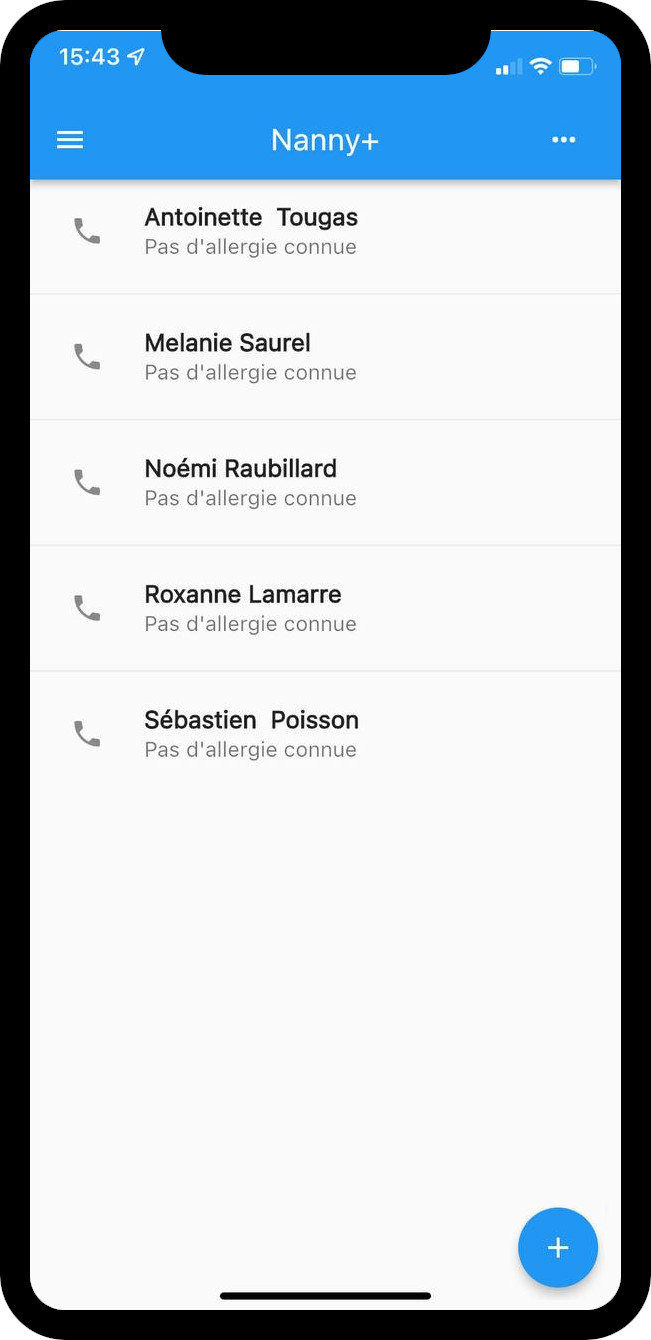 15:43
Nanny+
Antoinette  Tougas
Pas d'allergie connue
Melanie Saurel
Pas d'allergie connue
Noémi Raubillard
Pas d'allergie connue
Roxanne Lamarre
Pas d'allergie connue
Sébastien  Poisson
Pas d'allergie connue